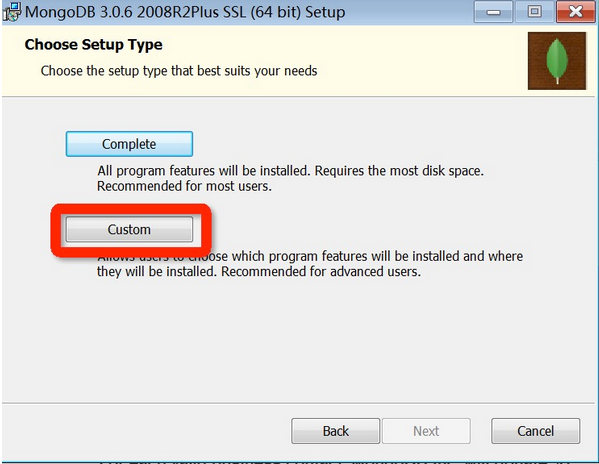 MongoDB 3.0.6 2008R2Plus SSL (64 bit) Setup
Choose Setup Type
Choose the setup type that best suits your needs
Complete
All program features will be installed. Requires the most disk space.
Recommended for most users.
Custom
Allows users to choose which program features will be installed and where
they will be installed. Recommended for advanced users.
Back
Next
Cancel